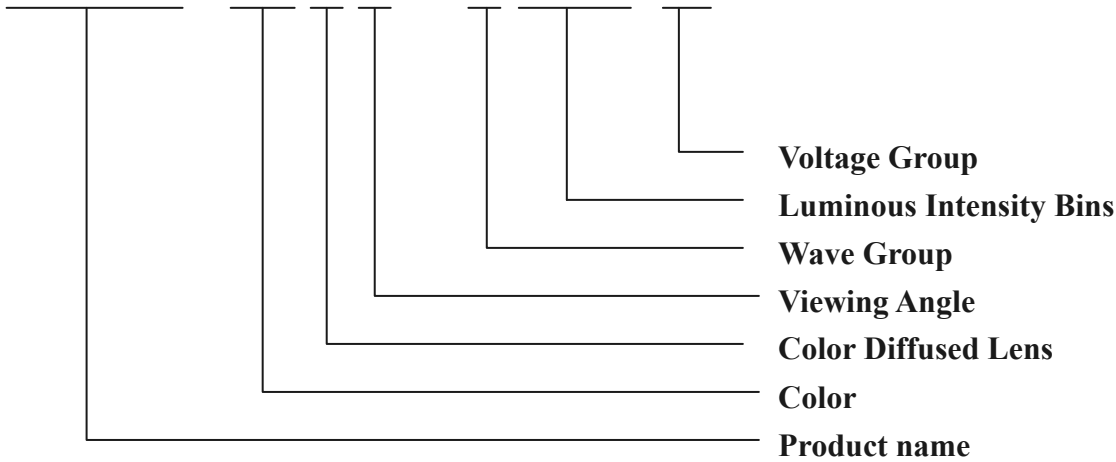 Voltage Group
Luminous Intensity Bins
Wave Group
Viewing Angle
Color Diffused Lens
Color
Product name